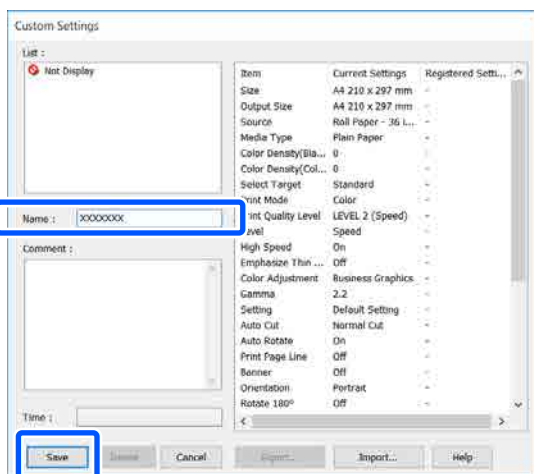 Custom Settings
List :
Not Display
Item Current Settings Registered Setti...
Size A4 210 x 297 mm -
Output Size A4 210 x 297 mm -
Source Roll Paper - 36 i... -
Media Type Plain Paper -
Color Density(Bla... 0
Color Density(Col... 0 -
Select Target Standard -
Print Mode Color -
Name : XXXXXXX
Print Quality Level LEVEL 2 (Speed) -
Level Speed -
Comment :
High Speed On -
Emphasize Thin ... Off -
Color Adjustment Business Graphics -
Gamma 2.2 -
Setting Default Setting -
Auto Cut Normal Cut -
Auto Rotate On -
Print Page Line Off -
Banner Off -
Orientation Portrait -
Rotate 180° Off -
Time :
Save Delete Cancel Export... Import... Help